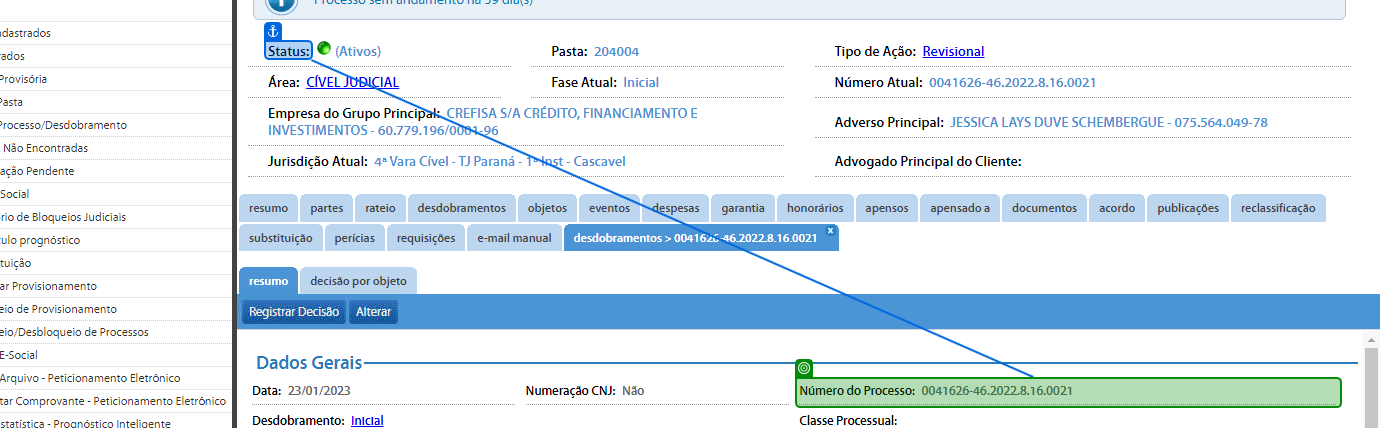 Processo sem andamento há 59 dia(s)
Status: (Ativos)
Pasta: 204004
Tipo de Ação: Revisional
Área: CÍVEL JUDICIAL
Fase Atual: Inicial
Número Atual: 0041626-46.2022.8.16.0021
Empresa do Grupo Principal: CREFISA S/A CRÉDITO, FINANCIAMENTO E
INVESTIMENTOS - 60.779.196/0001-96
Adverso Principal: JESSICA LAYS DUVE SCHEMBERGUE - 075.564.049-78
Jurisdição Atual: 4ª Vara Cível - TJ Paraná - 1ª Inst - Cascavel
Advogado Principal do Cliente:
resumo partes rateio desdobramentos objetos eventos despesas garantia honorários apensos apensado a documentos acordo publicações reclassificação
substituição perícias requisições e-mail manual desdobramentos > 0041626-46.2022.8.16.0021 x
resumo decisão por objeto
Registrar Decisão Alterar
Dados Gerais
Data: 23/01/2023
Numeração CNJ: Não
Número do Processo: 0041626-46.2022.8.16.0021
Desdobramento: Inicial
Classe Processual:
adastrados
rados
Provisória
Pasta
Processo/Desdobramento
Não Encontradas
ação Pendente
Social
rio de Bloqueios Judiciais
culo prognóstico
tuição
ar Provisionamento
eio de Provisionamento
eio/Desbloqueio de Processos
E-Social
Arquivo - Peticionamento Eletrônico
tar Comprovante - Peticionamento Eletrônico
statística - Prognóstico Inteligente